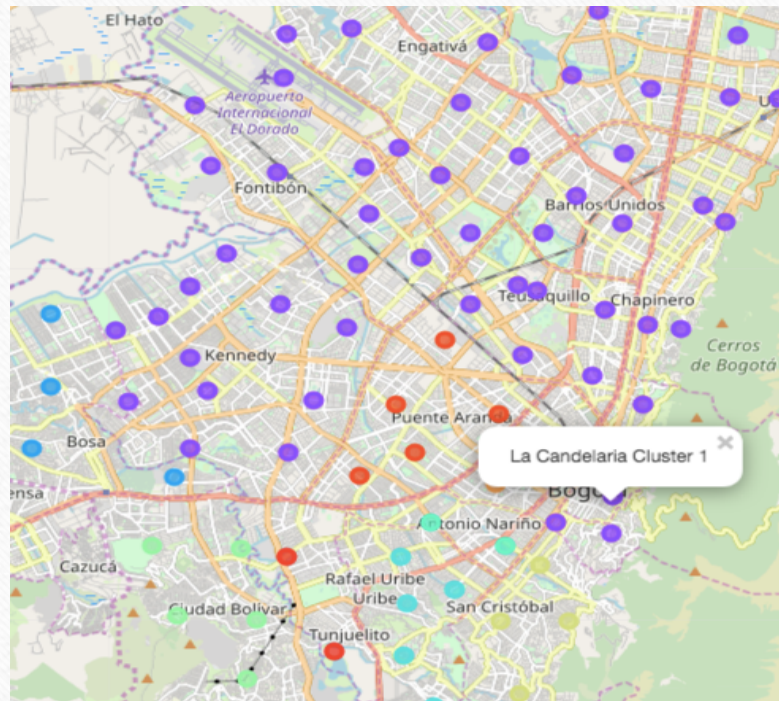 El Hato
Engativá
Aeropuerto
Internacional
El Dorado
U
Fontibón
Barrios Unidos
Teusaquillo
Chapinero
Cerros
de Bogotá
Kennedy
Puente Aranda
Bosa
La Candelaria Cluster 1
×
Bogotá
ensa
Antonio Nariño
Cazucá
Rafael Uribe
Uribe
Ciudad Bolívar
San Cristóbal
Tunjuelito